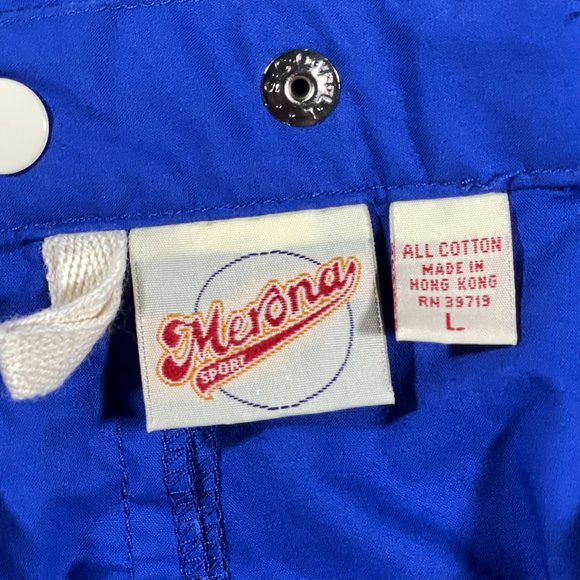 Merona
SPORT
ALL COTTON
MADE IN
HONG KONG
RN 39719
L